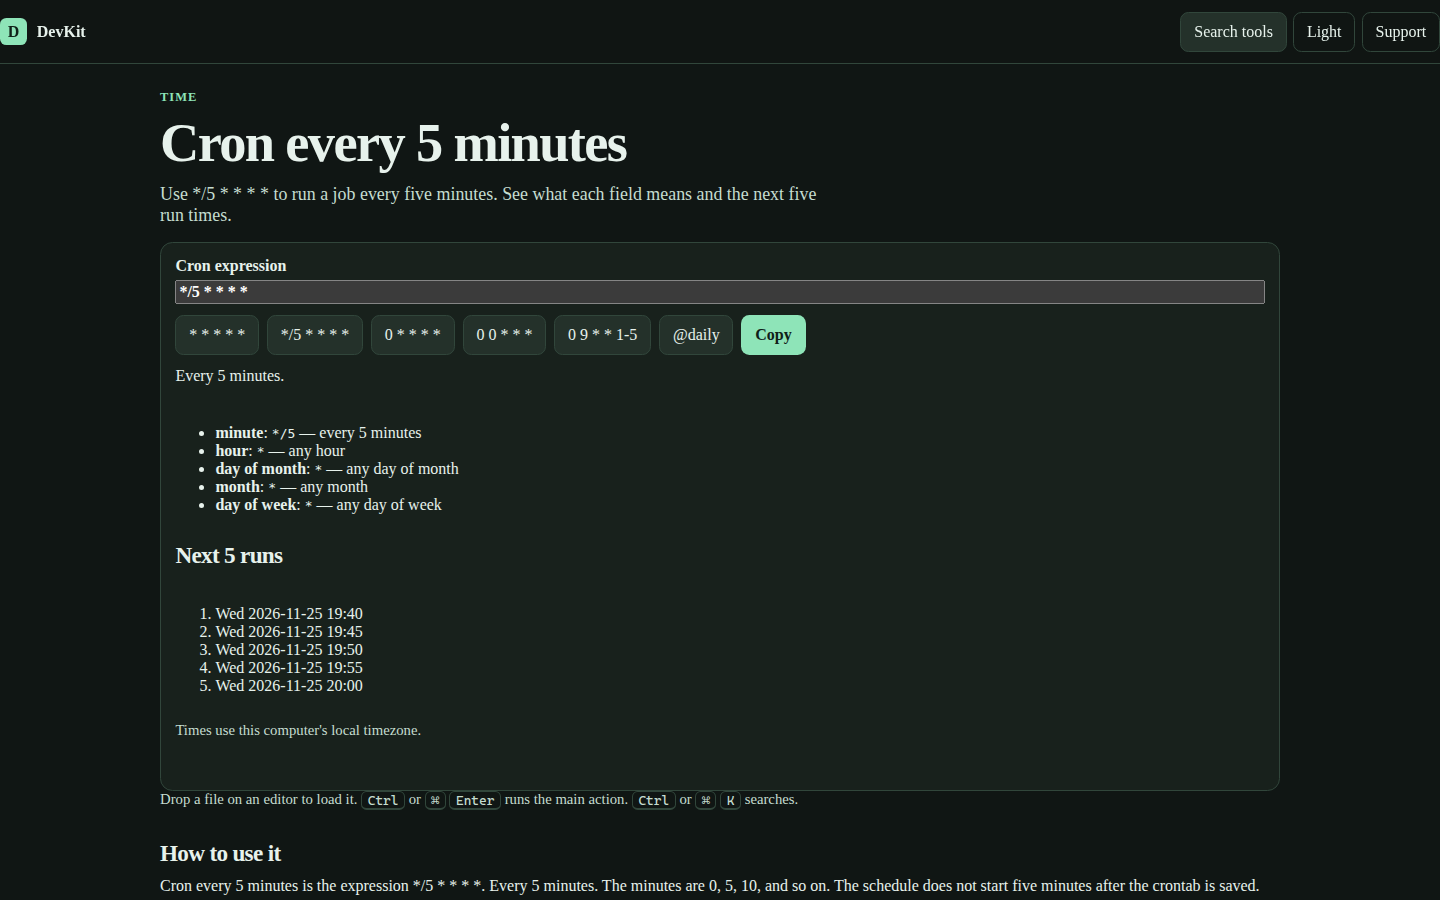 D DevKit
Search tools Light Support
TIME
Cron every 5 minutes
Use */5 * * * * to run a job every five minutes. See what each field means and the next five
run times.
Cron expression
*/5 * * * *
* * * * * */5 * * * * 0 * * * * 0 0 * * * 0 9 * * 1-5 @daily Copy
Every 5 minutes.
• minute: */5 — every 5 minutes
• hour: * — any hour
• day of month: * — any day of month
• month: * — any month
• day of week: * — any day of week
Next 5 runs
1. Wed 2026-11-25 19:40
2. Wed 2026-11-25 19:45
3. Wed 2026-11-25 19:50
4. Wed 2026-11-25 19:55
5. Wed 2026-11-25 20:00
Times use this computer's local timezone.
Drop a file on an editor to load it. Ctrl or ⌘ Enter runs the main action. Ctrl or ⌘ K searches.
How to use it
Cron every 5 minutes is the expression */5 * * * *. Every 5 minutes. The minutes are 0, 5, 10, and so on. The schedule does not start five minutes after the crontab is saved.